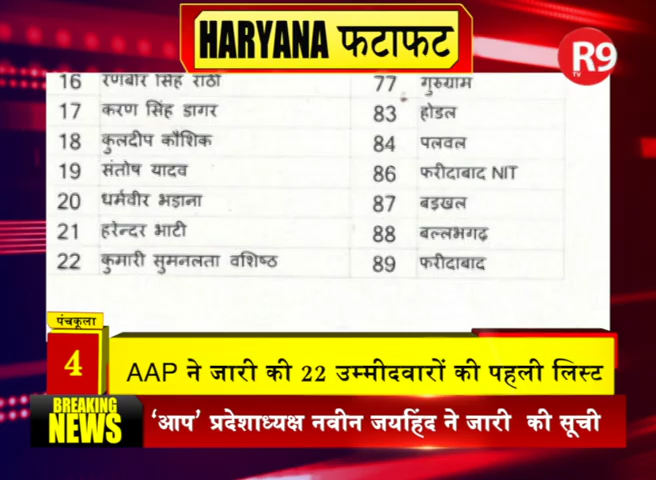 HARYANA फटाफट
R9
TV
16 रणबीर सिंह राठी 77 गुरुग्राम
17 करण सिंह डागर 83 होडल
18 कुलदीप कौशिक 84 पलवल
19 संतोष यादव 86 फरीदाबाद NIT
20 धर्मवीर भड़ाना 87 बड़खल
21 हरेन्दर भाटी 88 बल्लभगढ़
22 कुमारी सुमनलता वशिष्ठ 89 फरीदाबाद
पंचकूला
4 AAP ने जारी की 22 उम्मीदवारों की पहली लिस्ट
BREAKING NEWS 'आप' प्रदेशाध्यक्ष नवीन जयहिंद ने जारी की सूची